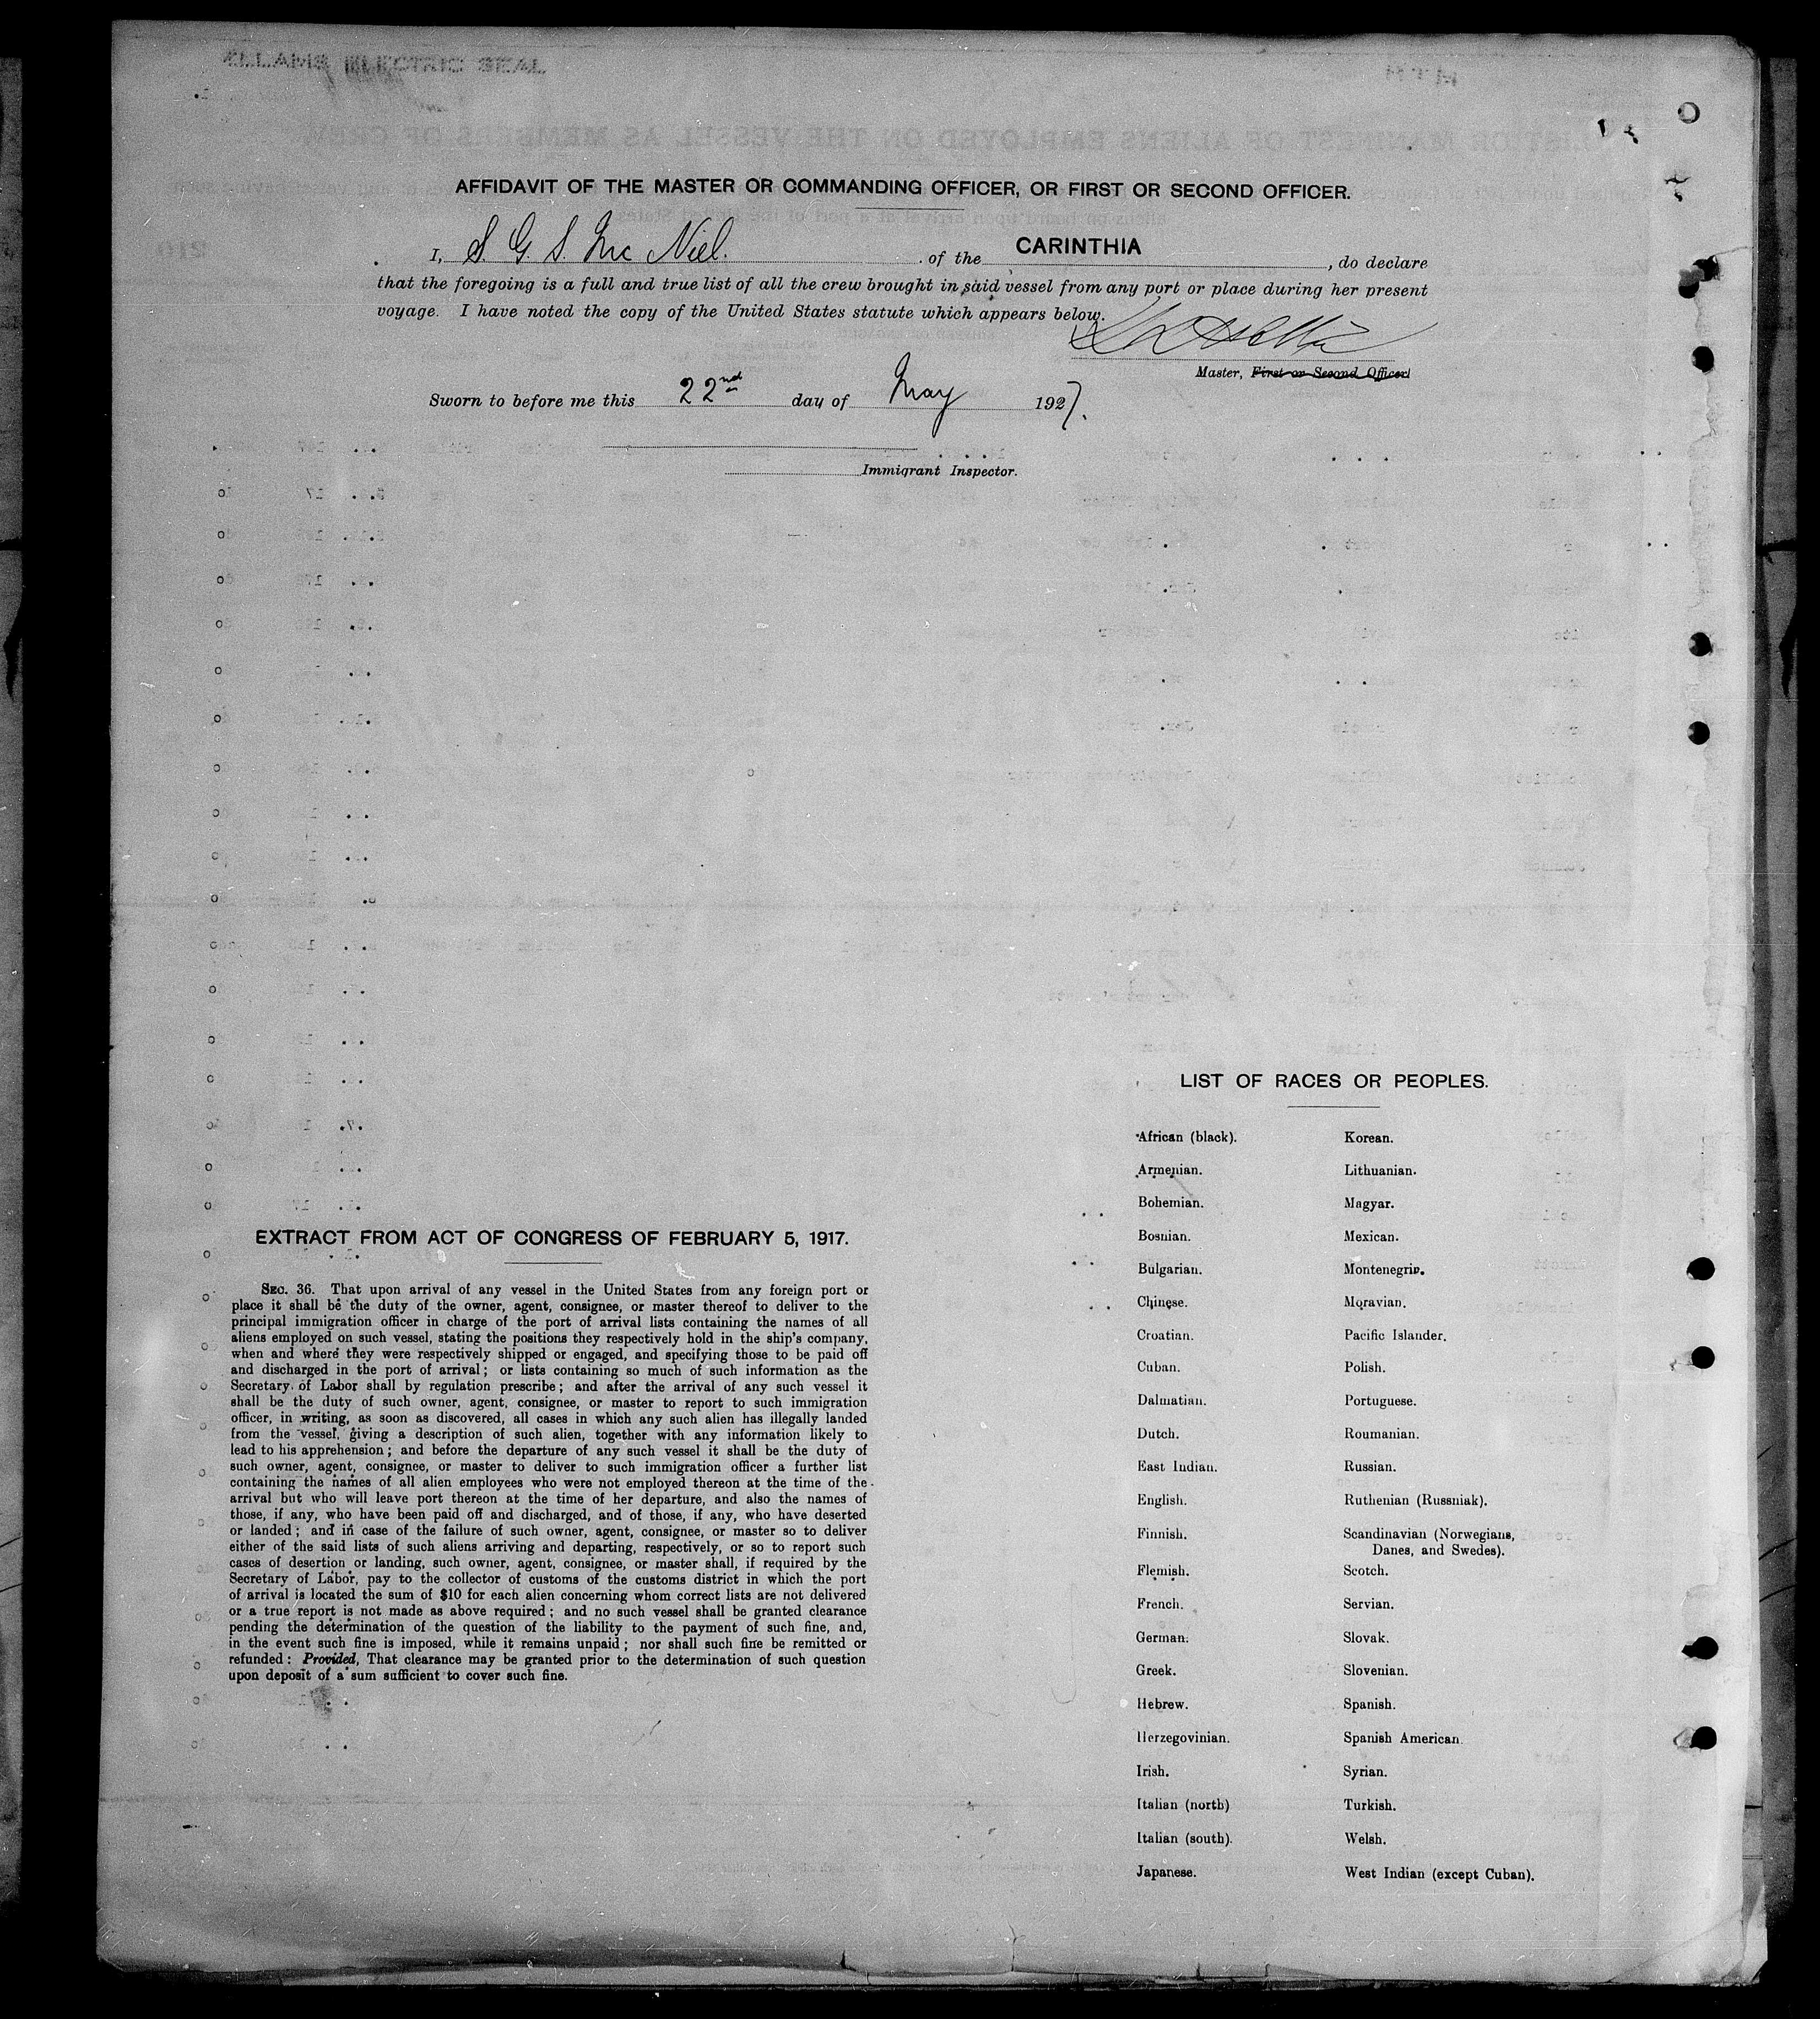 AFFIDAVIT OF THE MASTER OR COMMANDING OFFICER, OR FIRST OR SECOND OFFICER.
I, S. G. S. Mc Niel. of the CARINTHIA, do declare
that the foregoing is a full and true list of all the crew brought in said vessel from any port or place during her present
voyage. I have noted the copy of the United States statute which appears below.
Master, First or Second Officer
Sworn to before me this 22nd day of May 1927.
Immigrant Inspector.
LIST OF RACES OR PEOPLES.
African (black). Korean.
Armenian. Lithuanian.
Bohemian. Magyar.
Bosnian. Mexican.
Bulgarian. Montenegrin.
Chinese. Moravian.
Croatian. Pacific Islander.
Cuban. Polish.
Dalmatian. Portuguese.
Dutch. Roumanian.
East Indian. Russian.
English. Ruthenian (Russniak).
Finnish. Scandinavian (Norwegians,
Danes, and Swedes).
Flemish. Scotch.
French. Servian.
German. Slovak.
Greek. Slovenian.
Hebrew. Spanish.
Herzegovinian. Spanish American.
Irish. Syrian.
Italian (north) Turkish.
Italian (south). Welsh.
Japanese. West Indian (except Cuban).
EXTRACT FROM ACT OF CONGRESS OF FEBRUARY 5, 1917.
SEC. 36. That upon arrival of any vessel in the United States from any foreign port or
place it shall be the duty of the owner, agent, consignee, or master thereof to deliver to the
principal immigration officer in charge of the port of arrival lists containing the names of all
aliens employed on such vessel, stating the positions they respectively hold in the ship's company,
when and where they were respectively shipped or engaged, and specifying those to be paid off
and discharged in the port of arrival; or lists containing so much of such information as the
Secretary of Labor shall by regulation prescribe; and after the arrival of any such vessel it
shall be the duty of such owner, agent, consignee, or master to report to such immigration
officer, in writing, as soon as discovered, all cases in which any such alien has illegally landed
from the vessel, giving a description of such alien, together with any information likely to
lead to his apprehension; and before the departure of any such vessel it shall be the duty of
such owner, agent, consignee, or master to deliver to such immigration officer a further list
containing the names of all alien employees who were not employed thereon at the time of the
arrival but who will leave port thereon at the time of her departure, and also the names of
those, if any, who have been paid off and discharged, and of those, if any, who have deserted
or landed; and in case of the failure of such owner, agent, consignee, or master so to deliver
either of the said lists of such aliens arriving and departing, respectively, or so to report such
cases of desertion or landing, such owner, agent, consignee, or master shall, if required by the
Secretary of Labor, pay to the collector of customs of the customs district in which the port
of arrival is located the sum of $10 for each alien concerning whom correct lists are not delivered
or a true report is not made as above required; and no such vessel shall be granted clearance
pending the determination of the question of the liability to the payment of such fine, and,
in the event such fine is imposed, while it remains unpaid; nor shall such fine be remitted or
refunded: Provided, That clearance may be granted prior to the determination of such question
upon deposit of a sum sufficient to cover such fine.